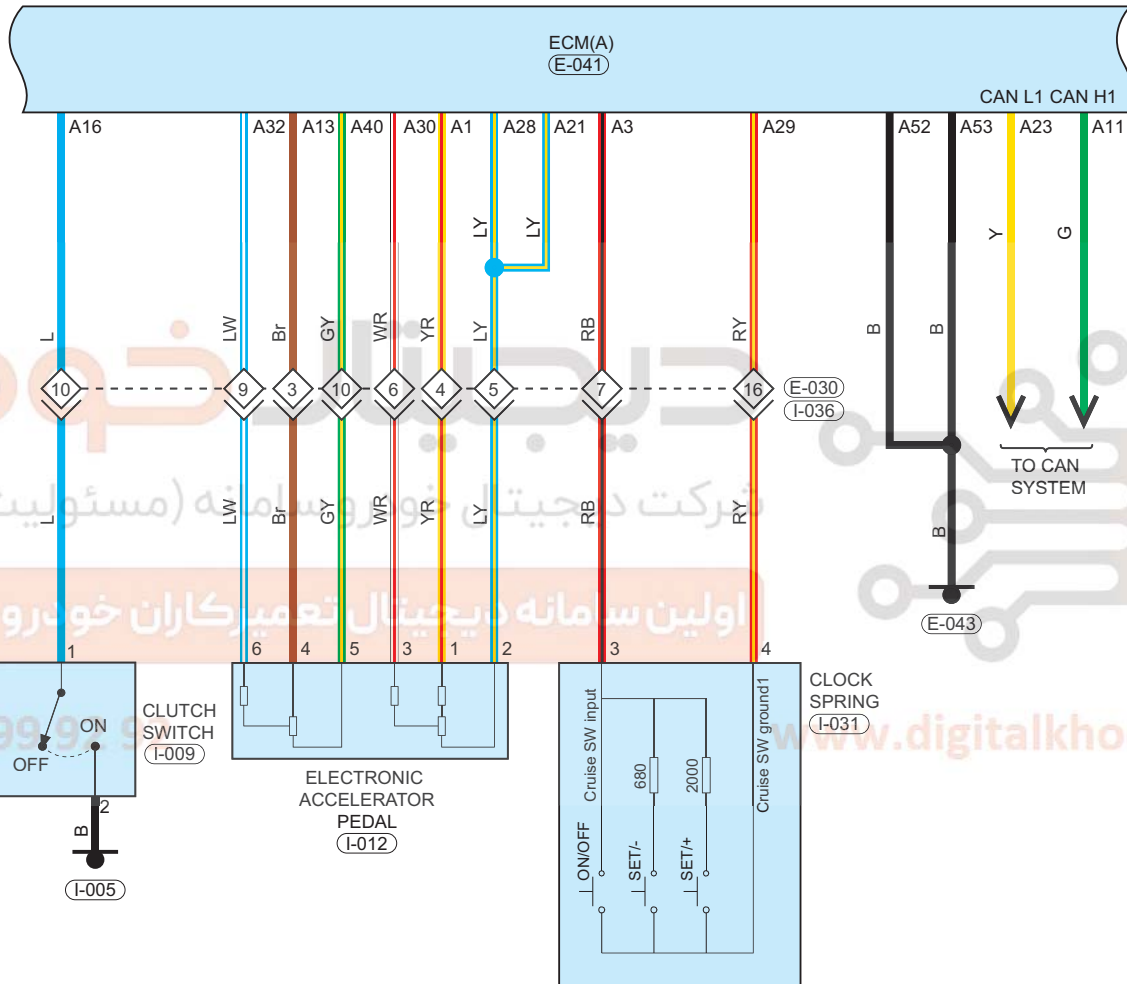 ECM(A)
E-041
CAN L1 CAN H1
A16 A32 A13 A40 A30 A1 A28 A21 A3 A29 A52 A53 A23 A11
LY LY Y G
L LW Br GY WR YR LY RB RY B B
10 9 3 10 6 4 5 7 16 E-030
I-036
دیجیتال خودرو
TO CAN
SYSTEM
شرکت دیجیتال خودرو سامانه (مسئولیت
L LW Br GY WR YR LY RB RY B
اولین سامانه دیجیتال تعمیرکاران خودرو
E-043
1 6 4 5 3 1 2 3 4
CLUTCH
SWITCH
I-009
ON
OFF
99 92 92
2
B
I-005
ELECTRONIC
ACCELERATOR
PEDAL
I-012
CLOCK
SPRING
I-031
www.digitalkho
Cruise SW input
680
2000
Cruise SW ground1
ON/OFF
SET/-
SET/+